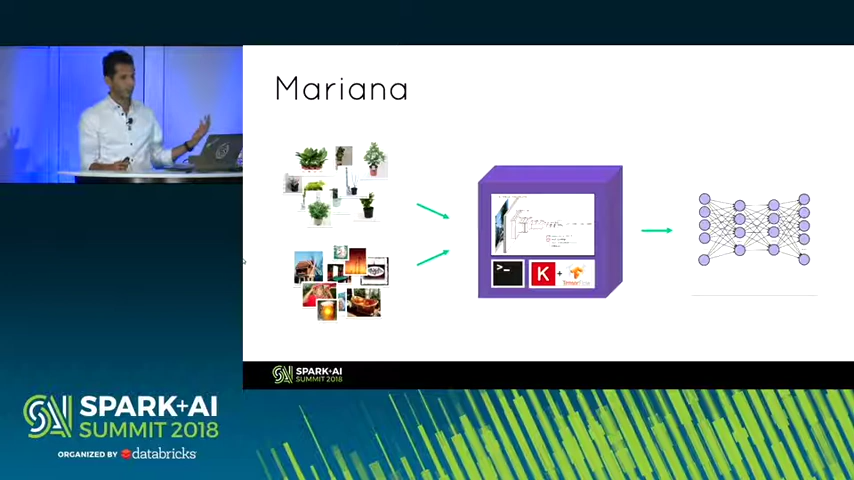 Mariana
>_
K
+
SPARK+AI
SUMMIT 2018
SPARK+AI
SUMMIT 2018
ORGANIZED BY databricks